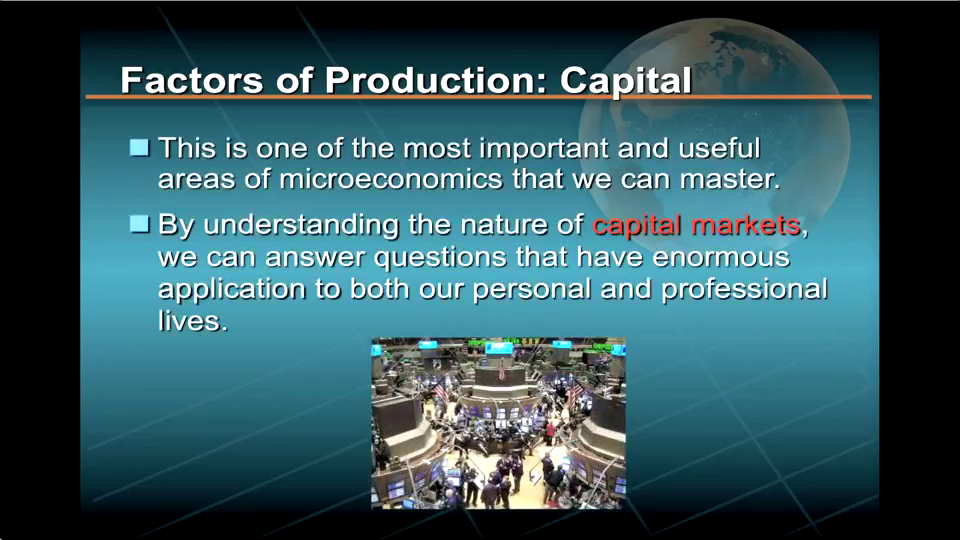 Factors of Production: Capital
This is one of the most important and useful
areas of microeconomics that we can master.
By understanding the nature of capital markets,
we can answer questions that have enormous
application to both our personal and professional
lives.